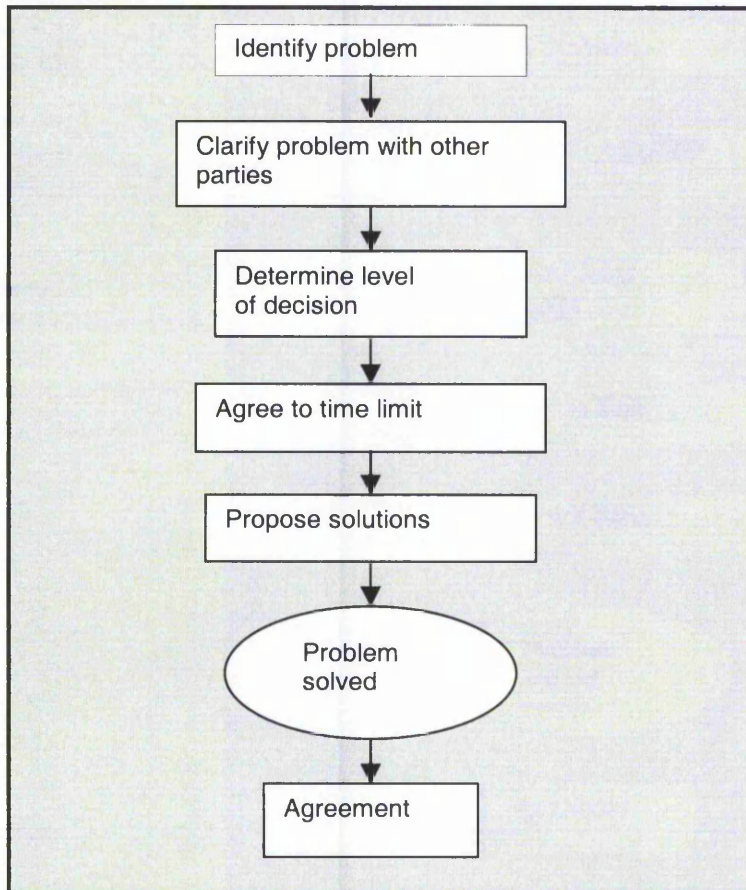 Identify problem
Clarify problem with other
parties
Determine level
of decision
Agree to time limit
Propose solutions
Problem
solved
Agreement